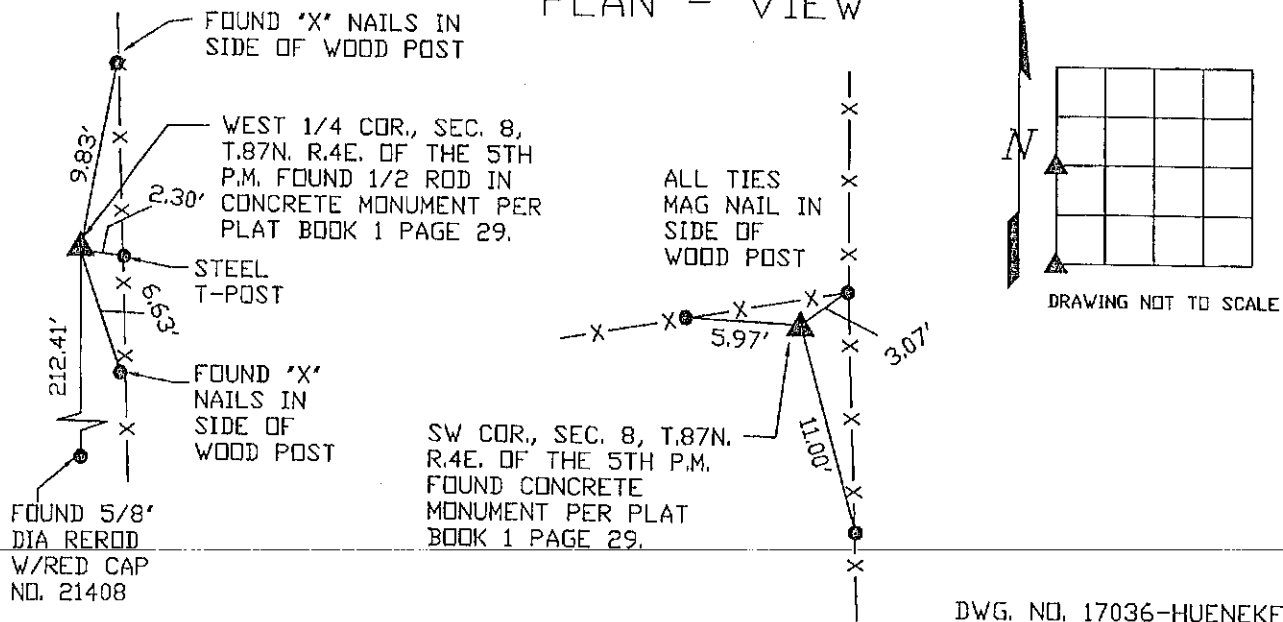 PLAN - VIEW
FOUND "X" NAILS IN
SIDE OF WOOD POST
9.83'
WEST 1/4 COR., SEC. 8,
T.87N. R.4E. OF THE 5TH
P.M. FOUND 1/2 ROD IN
CONCRETE MONUMENT PER
PLAT BOOK 1 PAGE 29.
2.30'
STEEL
T-POST
6.63'
212.41'
FOUND "X"
NAILS IN
SIDE OF
WOOD POST
FOUND 5/8"
DIA REROD
W/RED CAP
NO. 21408
ALL TIES
MAG NAIL IN
SIDE OF
WOOD POST
5.97'
3.07'
11.00'
SW COR., SEC. 8, T.87N.
R.4E. OF THE 5TH P.M.
FOUND CONCRETE
MONUMENT PER PLAT
BOOK 1 PAGE 29.
N
DRAWING NOT TO SCALE
DWG. NO. 17036-HUENEKE